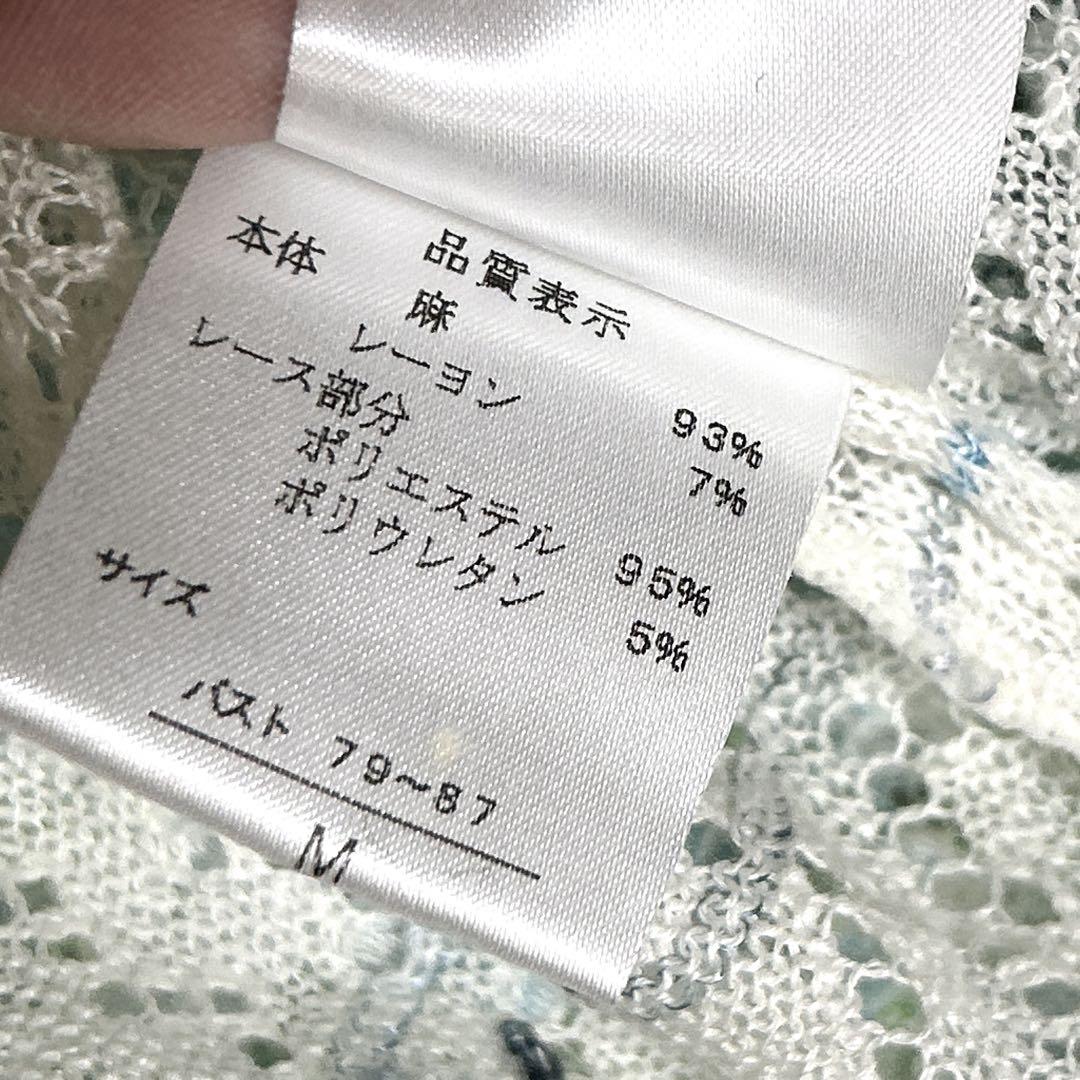 品質表示
本体
麻 93%
レーヨン 7%
レース部分
ポリエステル 95%
ポリウレタン 5%
サイズ
バスト 79～87
M